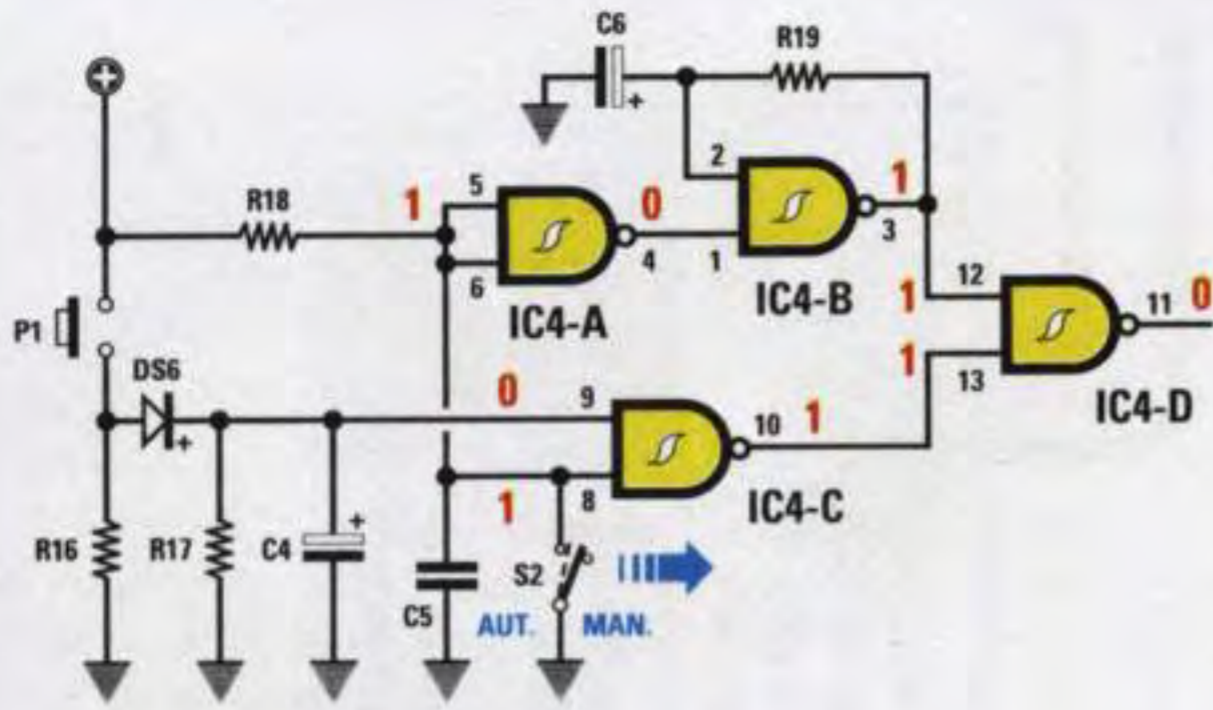 C6
R19
+
R18
1
5
6
0
4
2
1
1
3
IC4-A
IC4-B
1
12
11
0
1
13
IC4-D
P1
DS6
+
0
9
10
1
1
8
IC4-C
R16
R17
C4
+
C5
S2
AUT.
MAN.